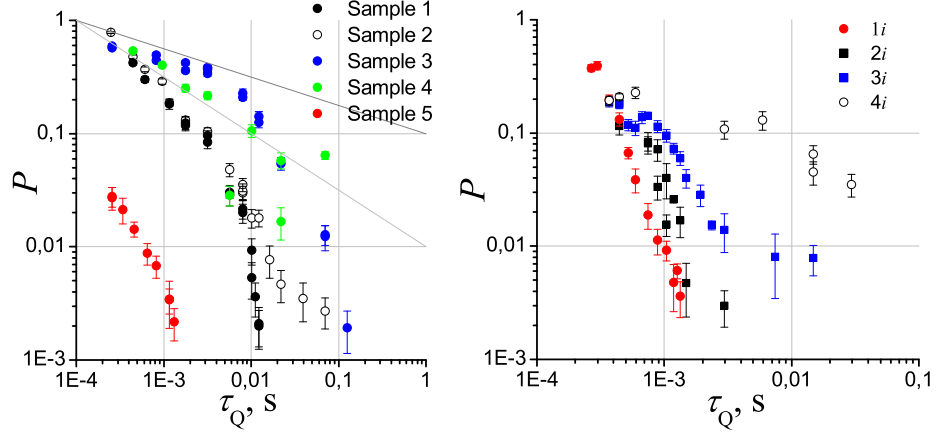 Sample 1
Sample 2
Sample 3
Sample 4
Sample 5
1
0,1
0,01
1E-3
P
1E-4
1E-3
0,01
0,1
1
τQ, s
1i
2i
3i
4i
1
0,1
0,01
1E-3
P
1E-4
1E-3
0,01
0,1
τQ, s